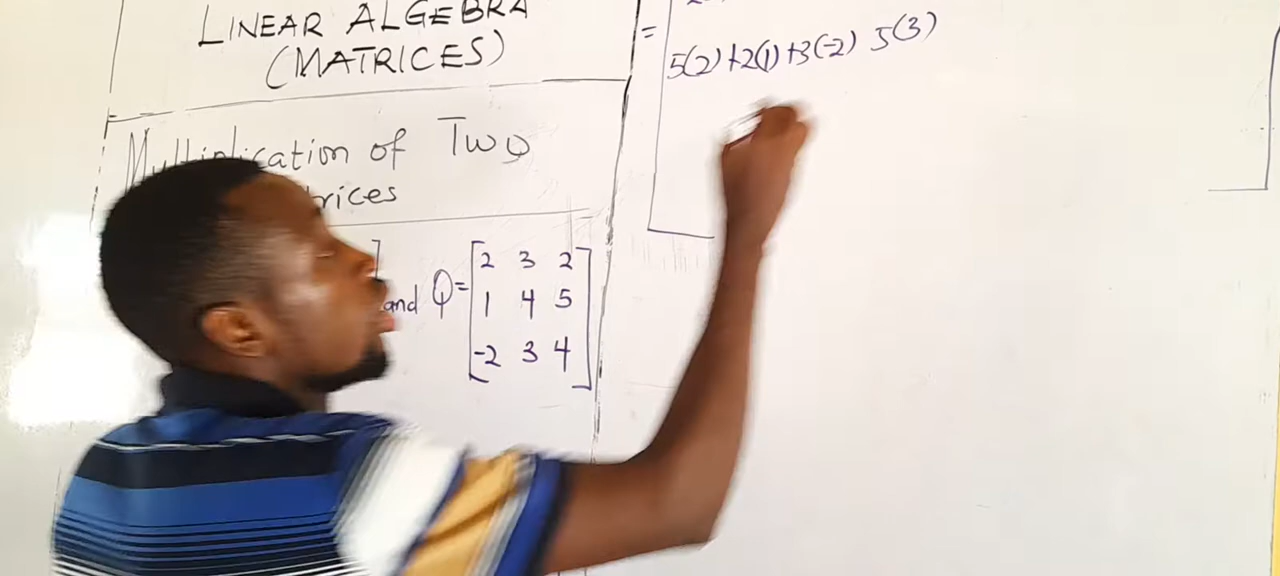 LINEAR ALGEBRA
(MATRICES)
Multiplication of Two
and Q = [2 3 2
1 4 5
-2 3 4]
=
5(2)+2(1)+3(-2) 5(3)